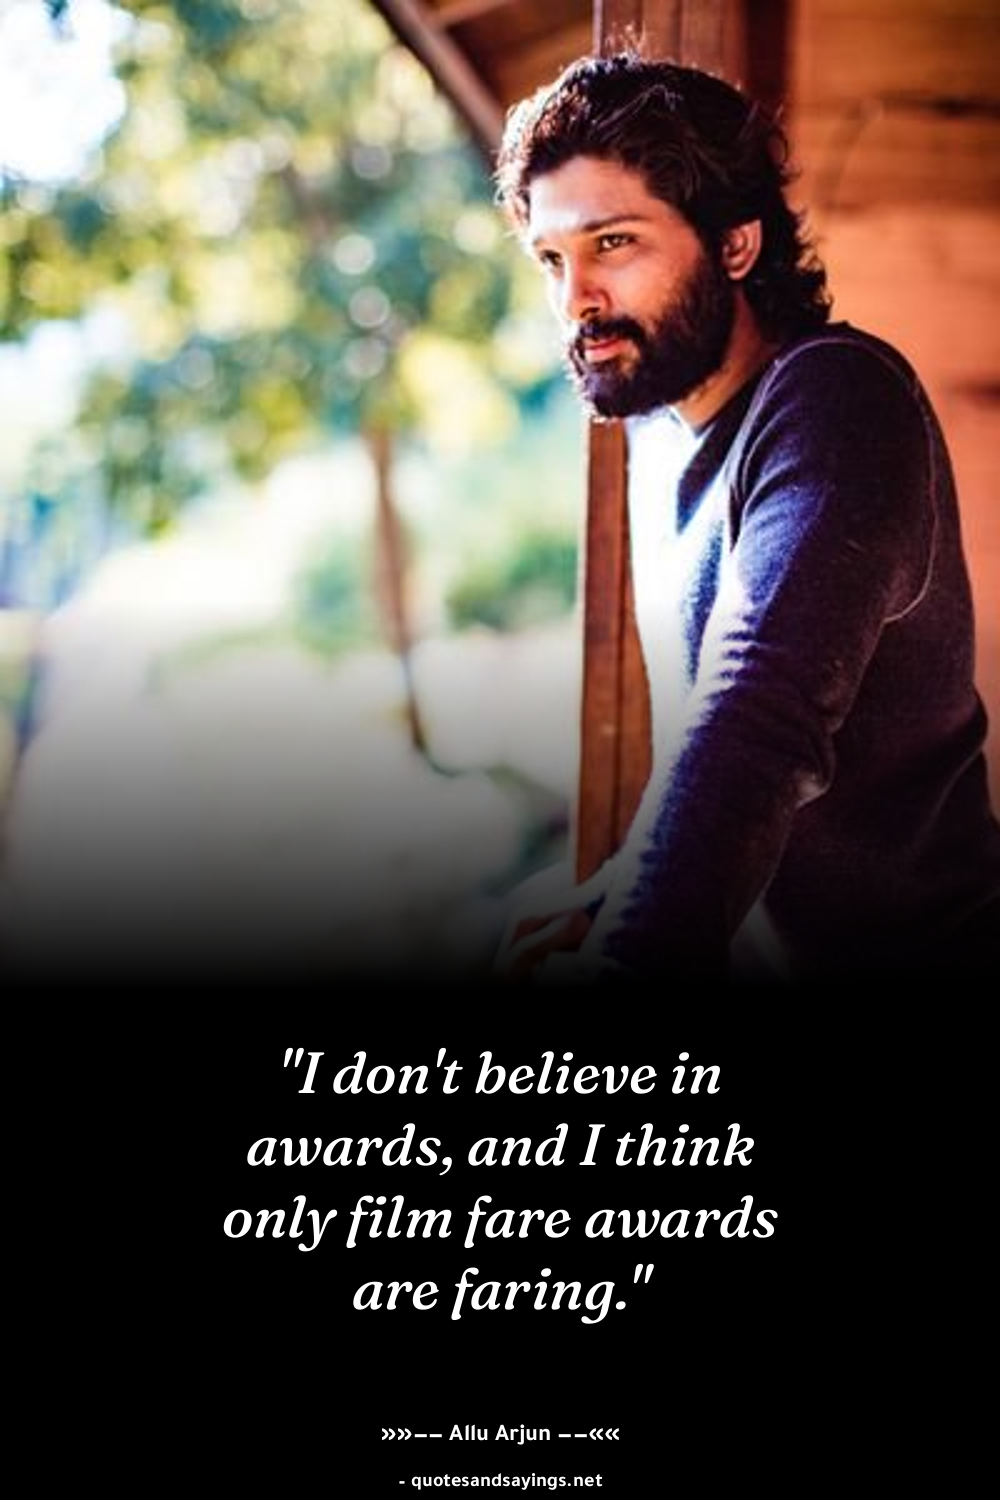 "I don't believe in
awards, and I think
only film fare awards
are faring."
»»–– Allu Arjun ––««
- quotesandsayings.net